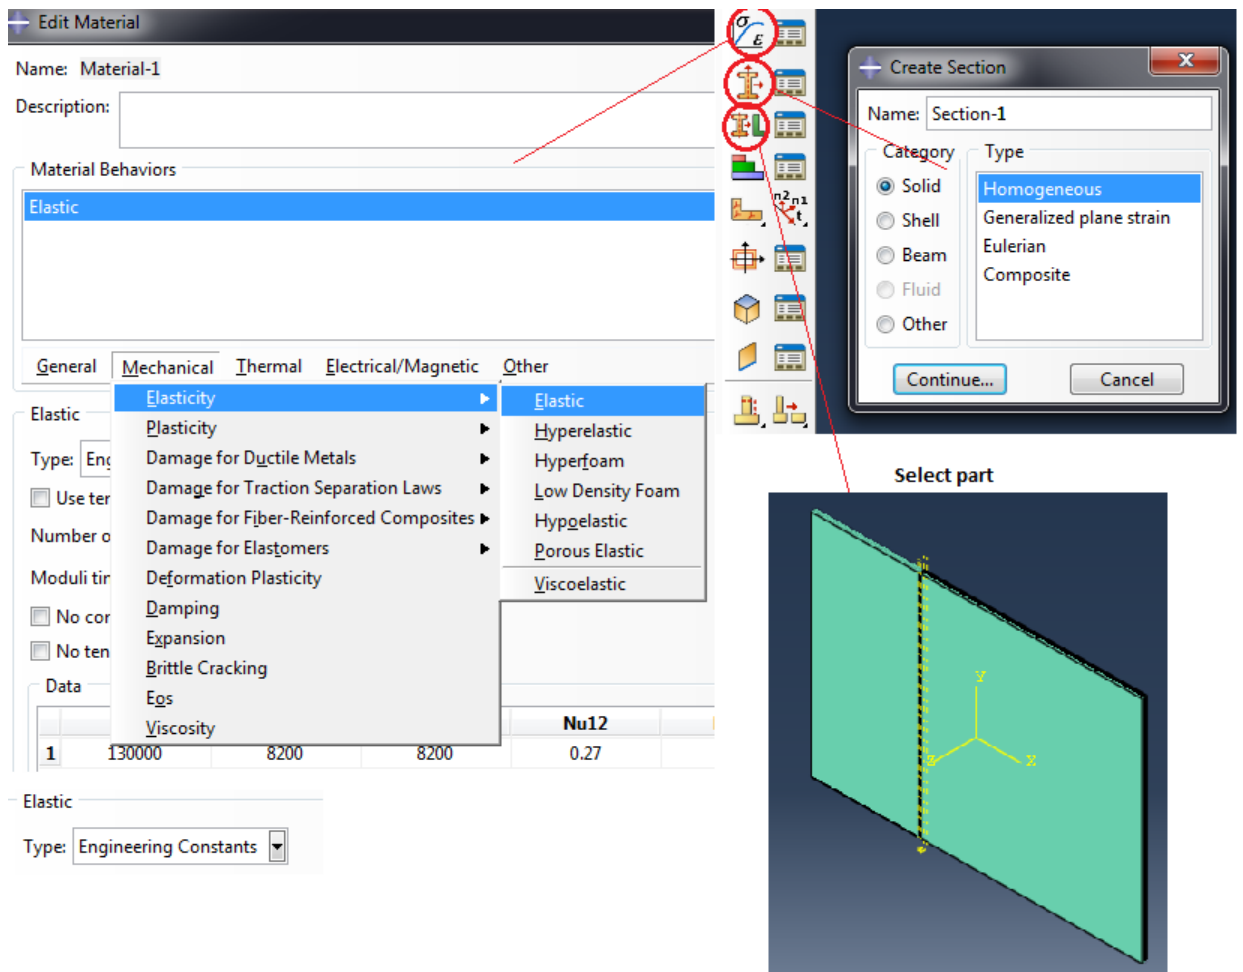 Edit Material
Name: Material-1
Description:
Material Behaviors
Elastic
General Mechanical Thermal Electrical/Magnetic Other
Elasticity
Plasticity
Damage for Ductile Metals
Damage for Traction Separation Laws
Damage for Fiber-Reinforced Composites
Damage for Elastomers
Deformation Plasticity
Damping
Expansion
Brittle Cracking
Eos
Viscosity
Elastic
Hyperelastic
Hyperfoam
Low Density Foam
Hypoelastic
Porous Elastic
Viscoelastic
Elastic
Type: Eng
Use ter
Number o
Moduli tir
No cor
No ten
Data
Nu12
1 130000 8200 8200 0.27
Elastic
Type: Engineering Constants
σ
ε
n2 n1
t
Create Section
Name: Section-1
Category Type
Solid
Shell
Beam
Fluid
Other
Homogeneous
Generalized plane strain
Eulerian
Composite
Continue... Cancel
Select part
Y
Z X